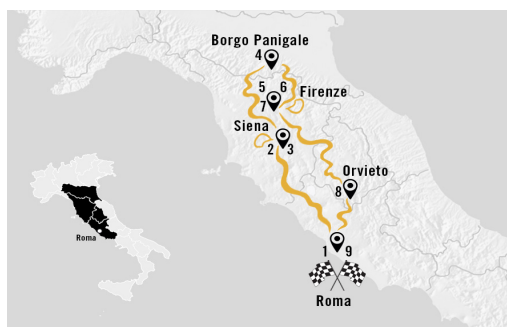 Borgo Panigale
4
5 6
7
Firenze
Siena
2 3
Orvieto
8
1 9
Roma
Roma